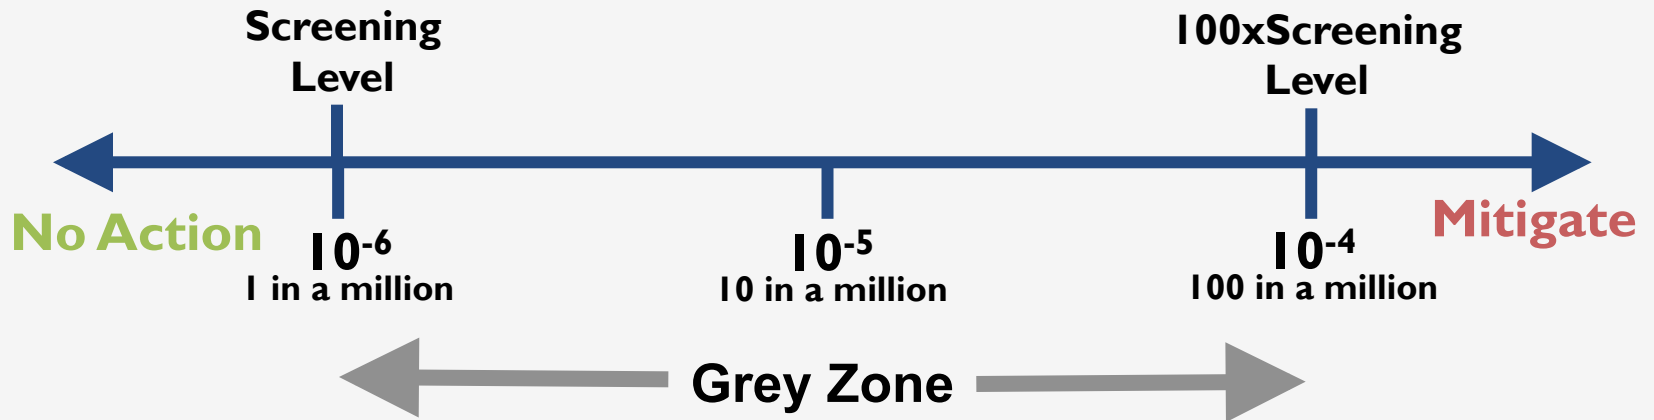 Screening
Level
100xScreening
Level
No Action
Mitigate
10⁻⁶
1 in a million
10⁻⁵
10 in a million
10⁻⁴
100 in a million
Grey Zone